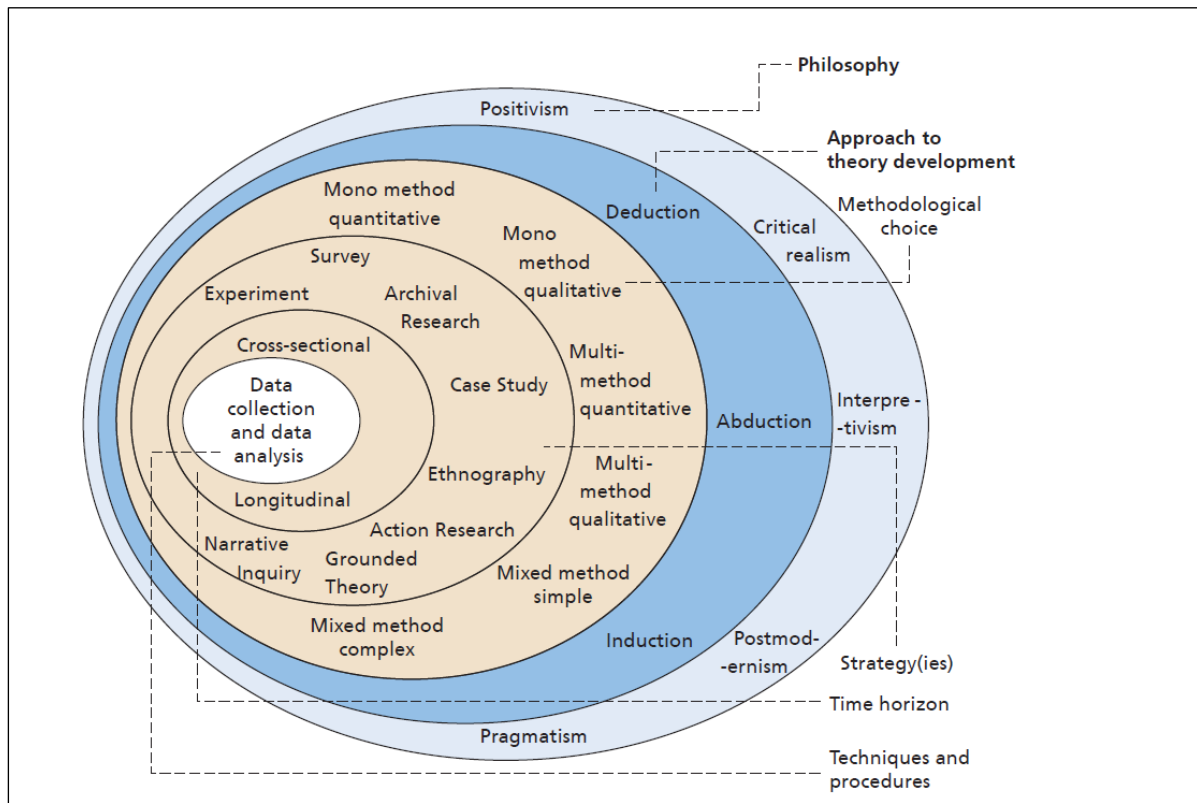 Philosophy
Positivism
Approach to
theory development
Mono method
quantitative
Deduction
Methodological
choice
Critical
realism
Mono
method
qualitative
Survey
Experiment
Archival
Research
Cross-sectional
Multi-
method
quantitative
Data
collection
and data
analysis
Case Study
Interpre -
-tivism
Abduction
Ethnography
Multi-
method
qualitative
Longitudinal
Action Research
Narrative
Inquiry
Grounded
Theory
Mixed method
simple
Mixed method
complex
Induction
Postmod-
-ernism
Strategy(ies)
Time horizon
Pragmatism
Techniques and
procedures